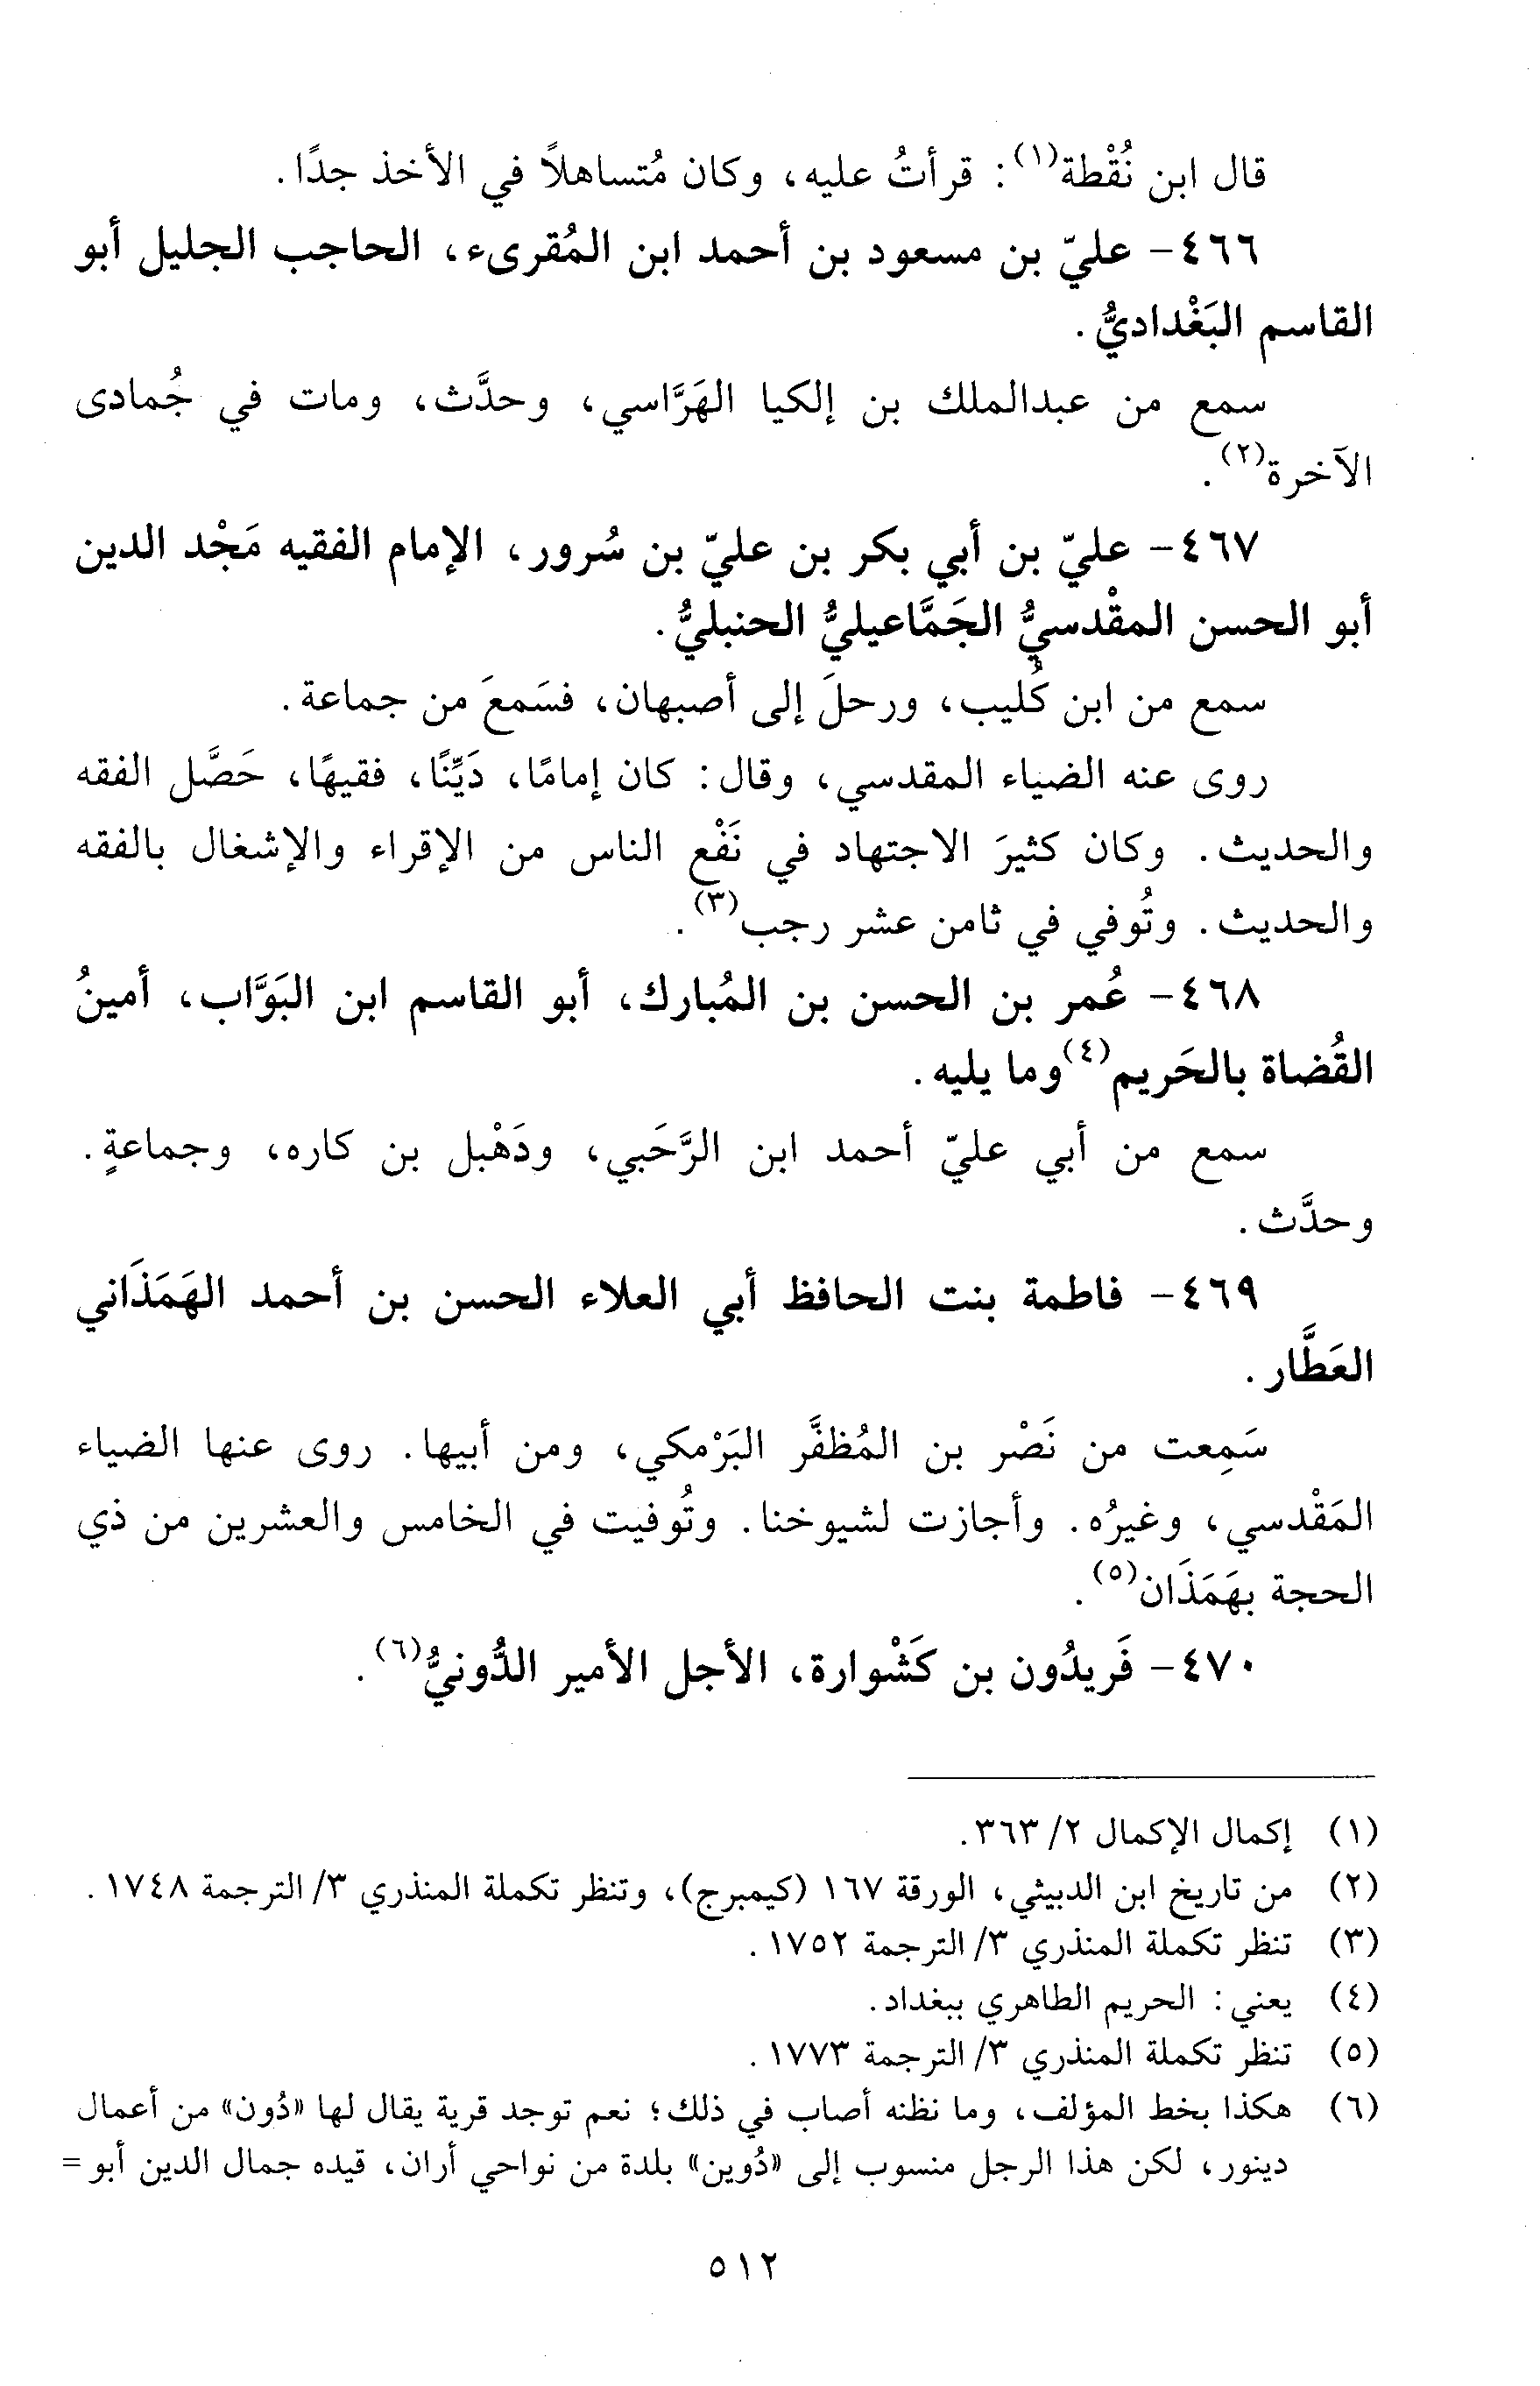 قال ابن نُقْطة(١): قرأتُ عليه، وكان مُتساهلاً في الأخذ جدًا.
٤٦٦- عليّ بن مسعود بن أحمد ابن المُقرىء، الحاجب الجليل أبو
القاسم البَغْداديُّ.
سمع من عبدالملك بن إلكيا الهَرَّاسي، وحدَّث، ومات في جُمادى
الآخرة(٢).
٤٦٧- عليّ بن أبي بكر بن عليّ بن سُرور، الإمام الفقيه مَجْد الدين
أبو الحسن المقْدسيُّ الجَمَّاعيليُّ الحنبليُّ.
سمع من ابن كُليب، ورحلَ إلى أصبهان، فسَمعَ من جماعة.
روى عنه الضياء المقدسي، وقال: كان إمامًا، دَيِّنًا، فقيهًا، حَصَّل الفقه
والحديث. وكان كثيرَ الاجتهاد في نَفْع الناس من الإقراء والإشغال بالفقه
والحديث. وتُوفي في ثامن عشر رجب(٣).
٤٦٨- عُمر بن الحسن بن المُبارك، أبو القاسم ابن البَوَّاب، أمينُ
القُضاة بالحَريم(٤) وما يليه.
سمع من أبي عليّ أحمد ابن الرَّحَبي، ودَهْبل بن كاره، وجماعةٍ.
وحدَّث.
٤٦٩- فاطمة بنت الحافظ أبي العلاء الحسن بن أحمد الهَمَذَاني
العَطَّار.
سَمِعت من نَصْر بن المُظفَّر البَرْمكي، ومن أبيها. روى عنها الضياء
المَقْدسي، وغيرُه. وأجازت لشيوخنا. وتُوفيت في الخامس والعشرين من ذي
الحجة بهَمَذَان(٥).
٤٧٠- فَريدُون بن كَشْوارة، الأجل الأمير الدُّونيُّ(٦).
(١) إكمال الإكمال ٢/ ٣٦٣.
(٢) من تاريخ ابن الدبيثي، الورقة ١٦٧ (كيمبرج)، وتنظر تكملة المنذري ٣/ الترجمة ١٧٤٨.
(٣) تنظر تكملة المنذري ٣/ الترجمة ١٧٥٢.
(٤) يعني: الحريم الطاهري ببغداد.
(٥) تنظر تكملة المنذري ٣/ الترجمة ١٧٧٣.
(٦) هكذا بخط المؤلف، وما نظنه أصاب في ذلك؛ نعم توجد قرية يقال لها «دُون» من أعمال
دينور، لكن هذا الرجل منسوب إلى «دُوين» بلدة من نواحي أران، قيده جمال الدين أبو =
٥١٢